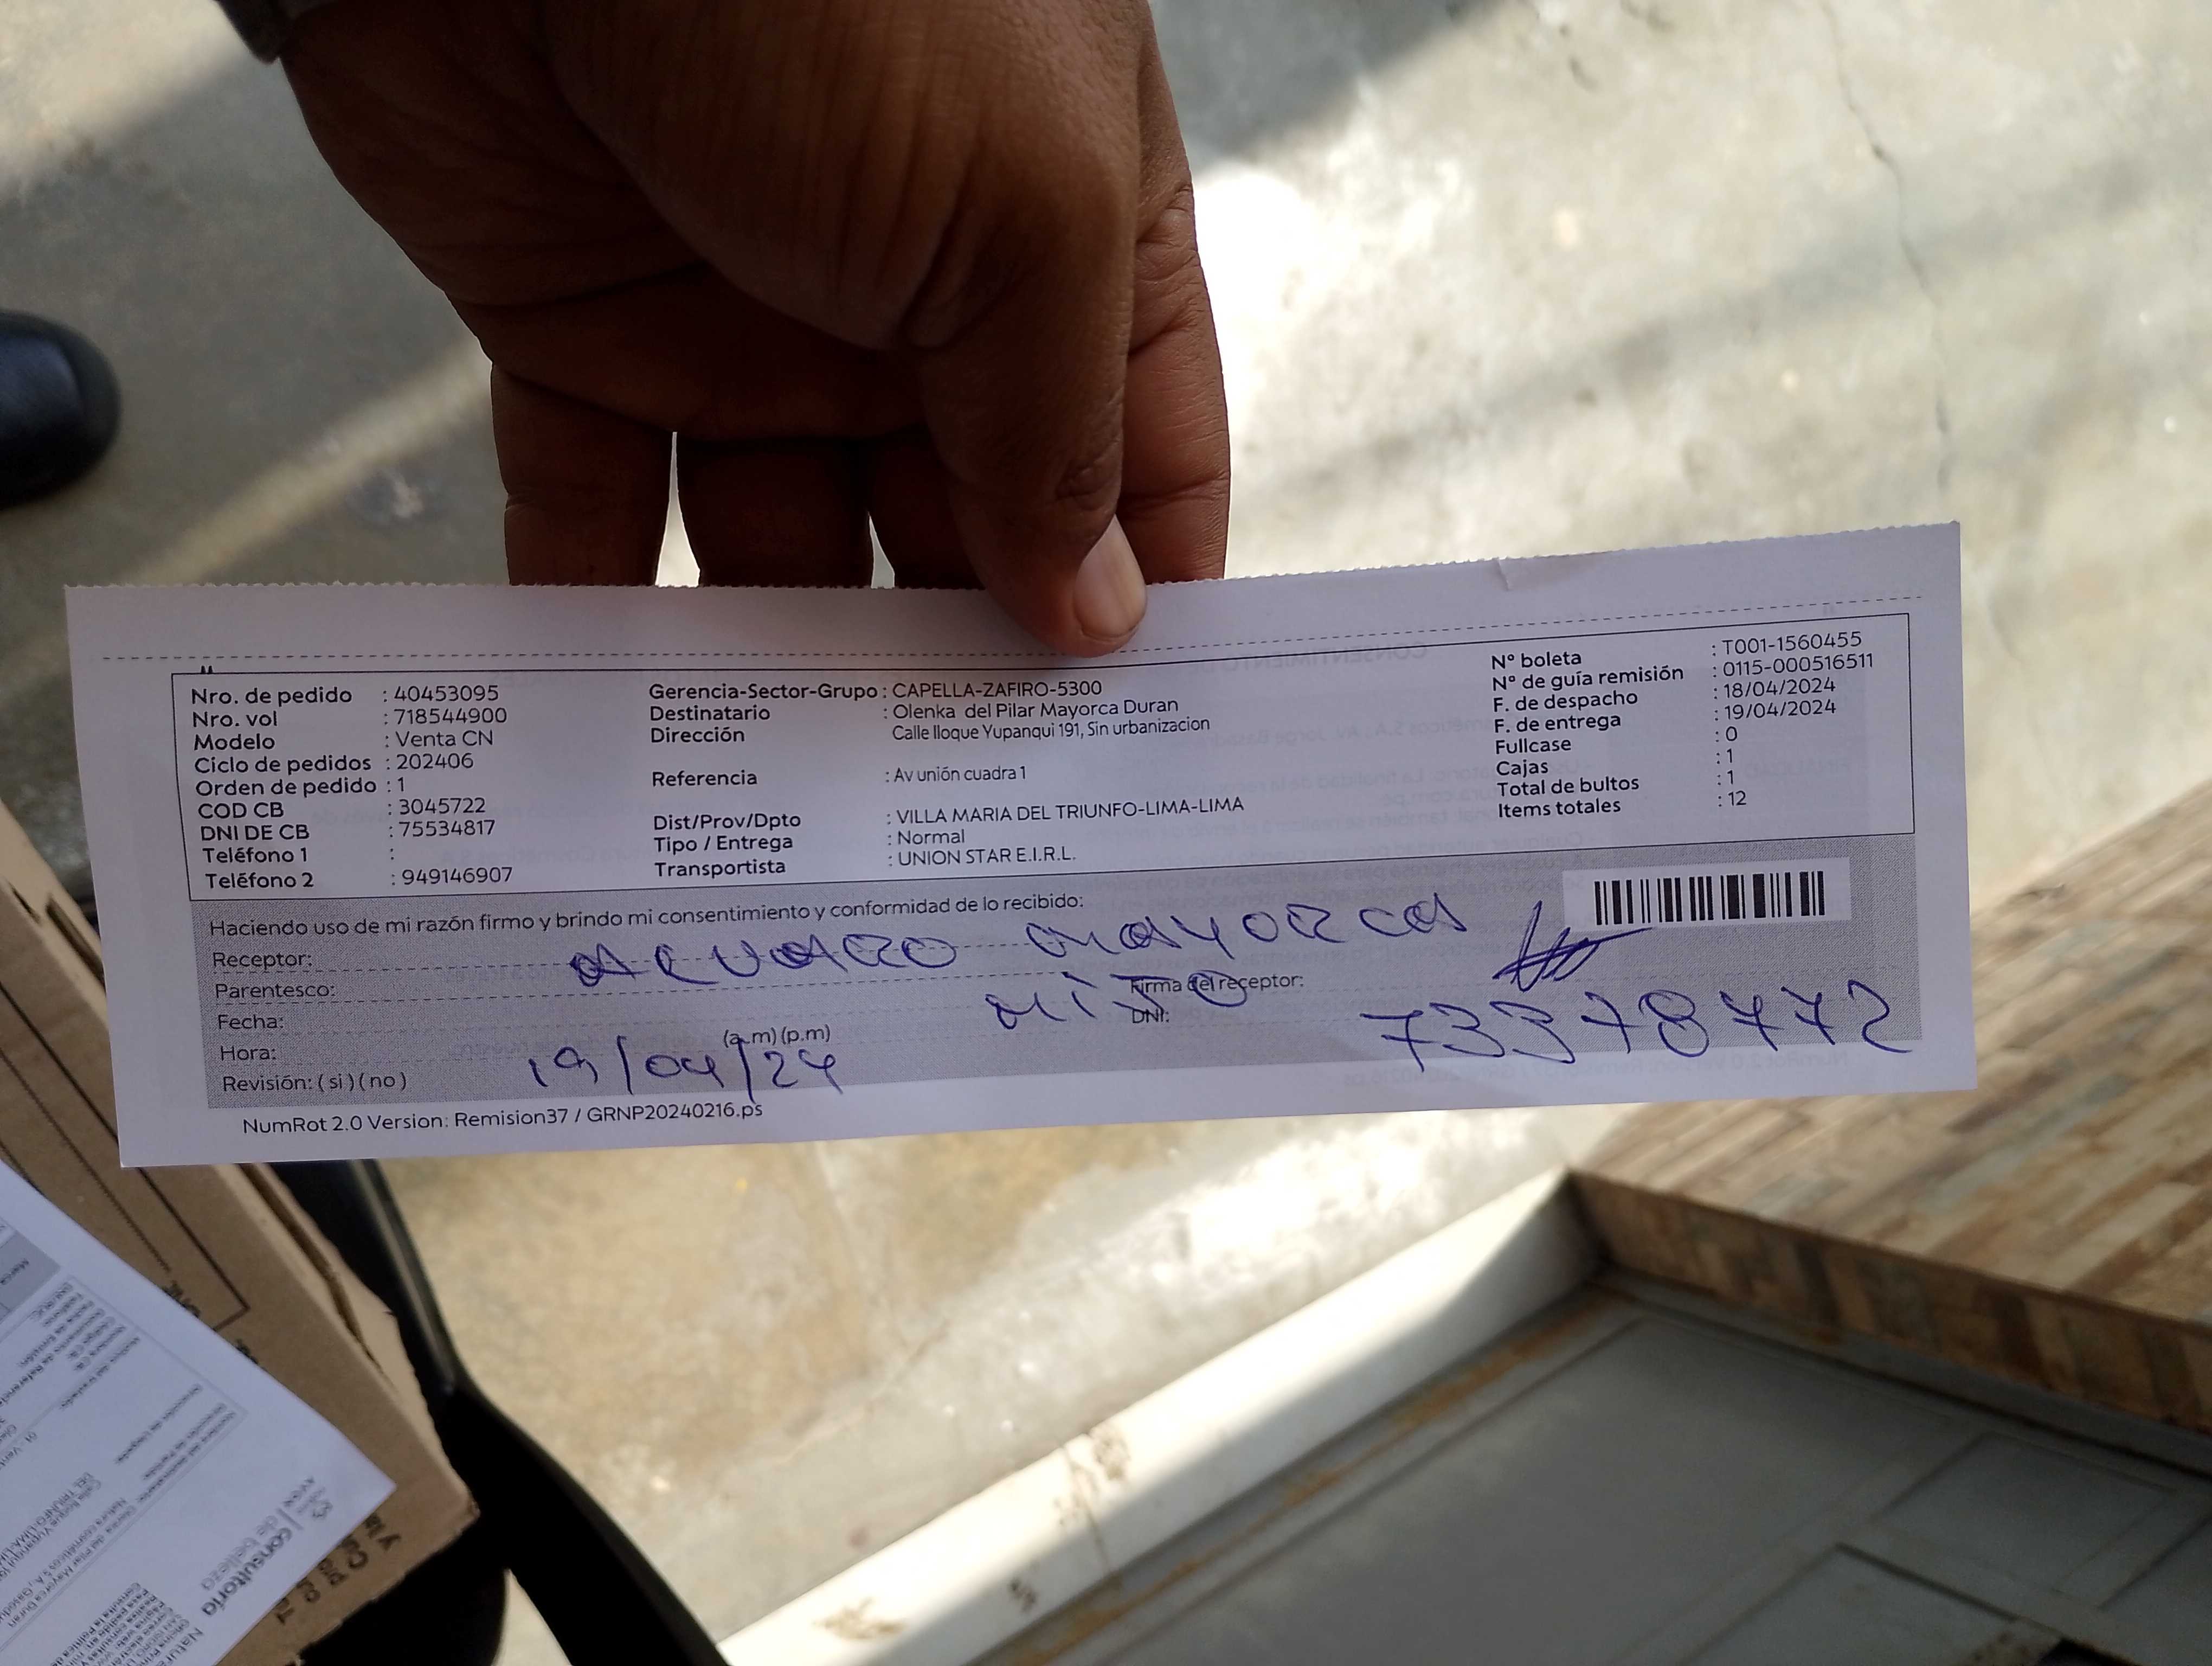 Nro. de pedido : 40453095
Nro. vol : 718544900
Modelo : Venta CN
Ciclo de pedidos : 202406
Orden de pedido : 1
COD CB : 3045722
DNI DE CB : 75534817
Teléfono 1 :
Teléfono 2 : 949146907
Gerencia-Sector-Grupo : CAPELLA-ZAFIRO-5300
Destinatario : Olenka del Pilar Mayorca Duran
Dirección Calle Iloque Yupanqui 191, Sin urbanizacion
Referencia : Av unión cuadra 1
Dist/Prov/Dpto : VILLA MARIA DEL TRIUNFO-LIMA-LIMA
Tipo / Entrega : Normal
Transportista : UNION STAR E.I.R.L.
N° boleta : T001-1560455
N° de guía remisión : 0115-000516511
F. de despacho : 18/04/2024
F. de entrega : 19/04/2024
Fullcase : 0
Cajas : 1
Total de bultos : 1
Items totales : 12
Haciendo uso de mi razón firmo y brindo mi consentimiento y conformidad de lo recibido:
Receptor: ALVARO MAYORCA
Parentesco: HIJO
Firma del receptor:
Fecha: 19/04/24
DNI: 73378772
Hora: (a.m) (p.m)
Revisión: ( si ) ( no )
NumRot 2.0 Version: Remision37 / GRNP20240216.ps
consultoría
de belleza